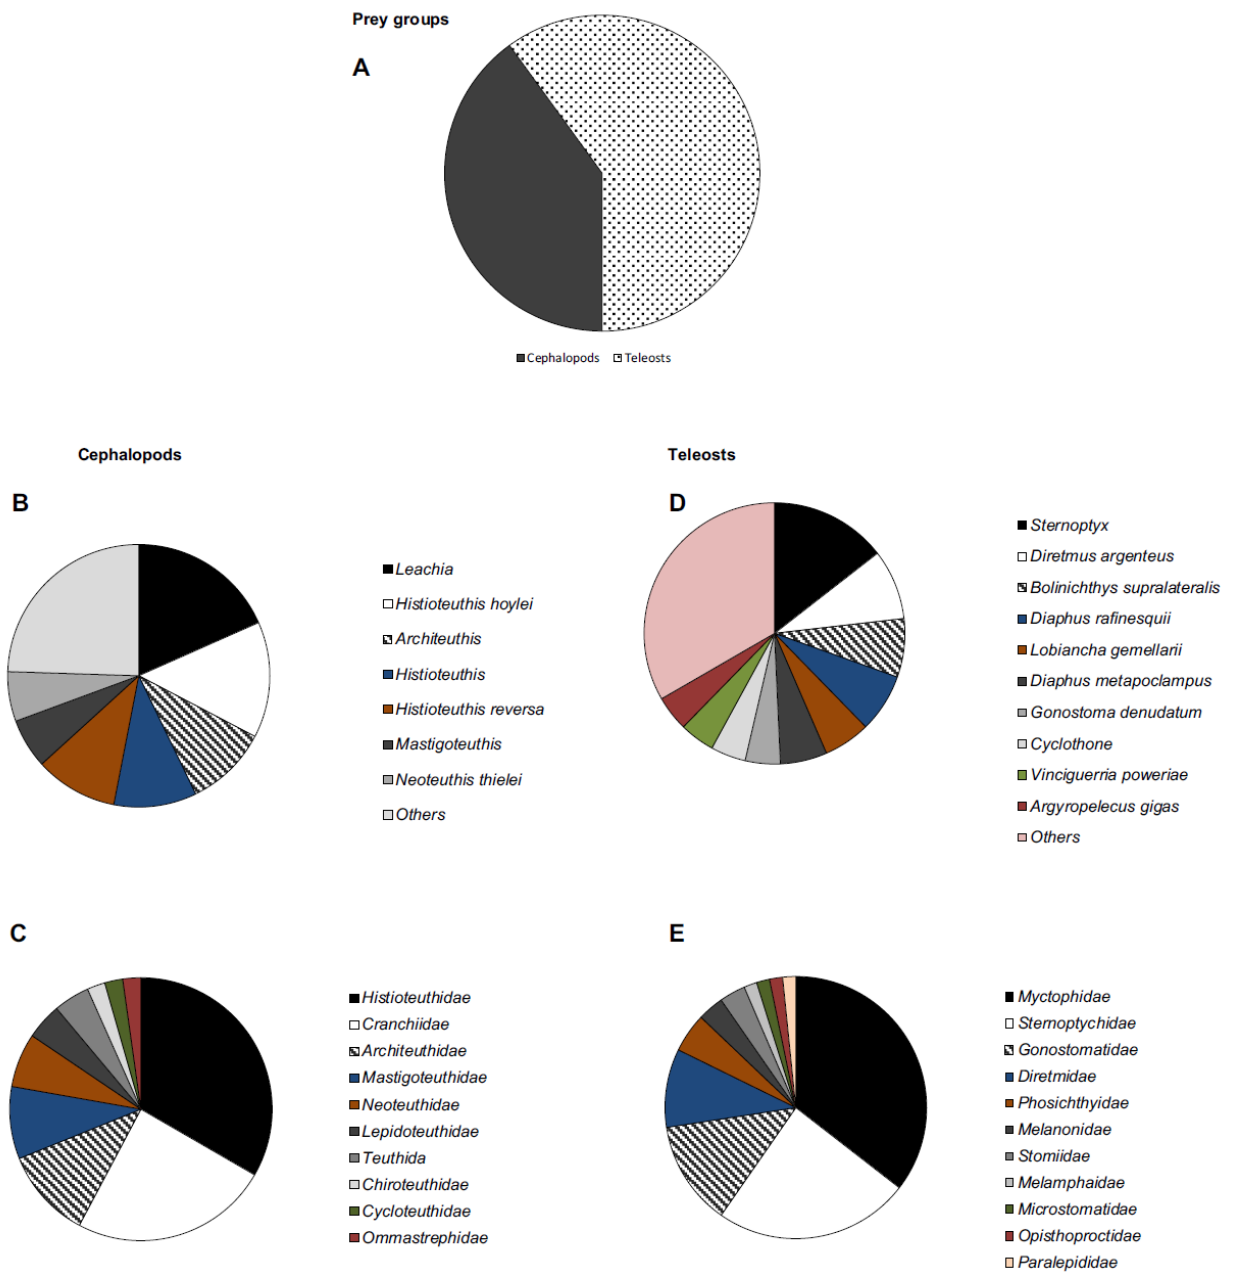 Prey groups
A
Cephalopods Teleosts
Cephalopods
B
Leachia
Histioteuthis hoylei
Architeuthis
Histioteuthis
Histioteuthis reversa
Mastigoteuthis
Neoteuthis thielei
Others
Teleosts
D
Sternoptyx
Diretmus argenteus
Bolinichthys supralateralis
Diaphus rafinesquii
Lobiancha gemellarii
Diaphus metapoclampus
Gonostoma denudatum
Cyclothone
Vinciguerria poweriae
Argyropelecus gigas
Others
C
Histioteuthidae
Cranchiidae
Architeuthidae
Mastigoteuthidae
Neoteuthidae
Lepidoteuthidae
Teuthida
Chiroteuthidae
Cycloteuthidae
Ommastrephidae
E
Myctophidae
Sternoptychidae
Gonostomatidae
Diretmidae
Phosichthyidae
Melanonidae
Stomiidae
Melamphaidae
Microstomatidae
Opisthoproctidae
Paralepididae